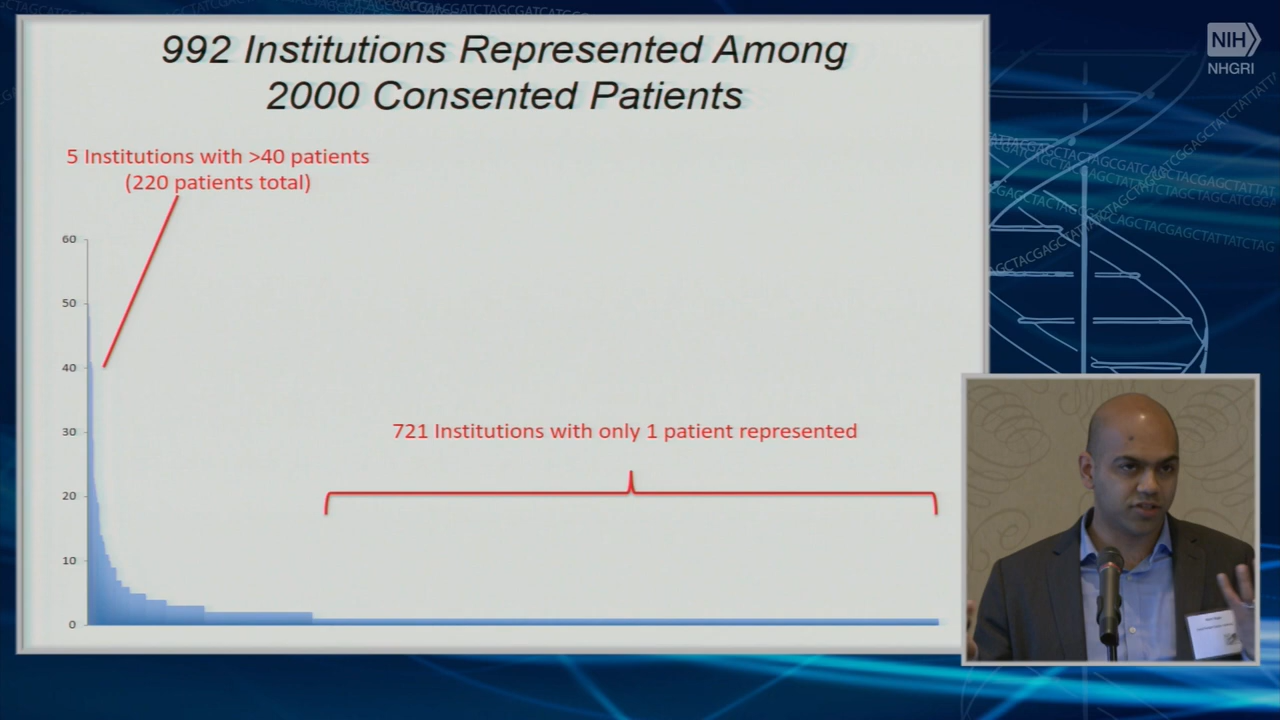 992 Institutions Represented Among
2000 Consented Patients
5 Institutions with >40 patients
(220 patients total)
60
50
40
30
20
10
0
721 Institutions with only 1 patient represented
NIH
NHGRI